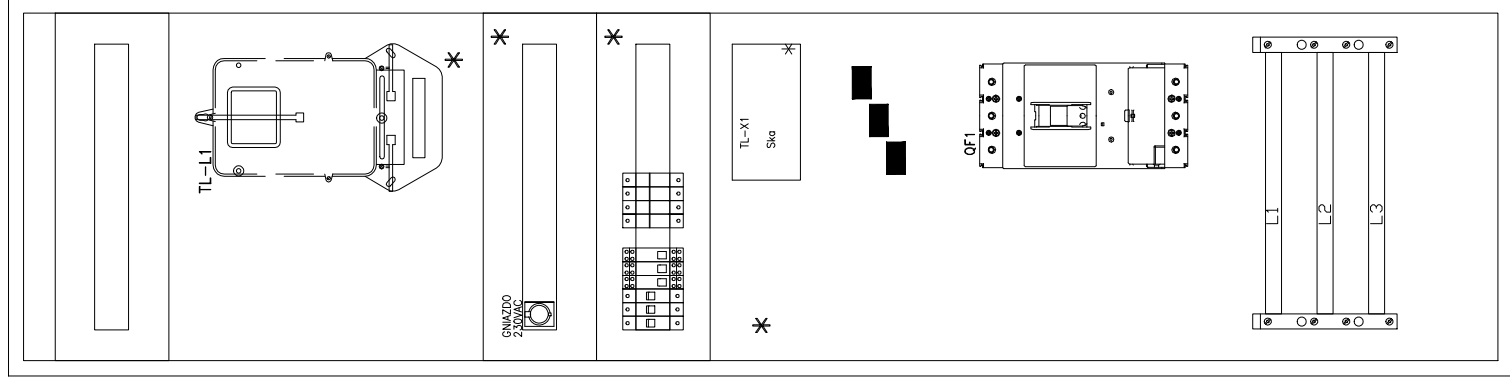 TL-L1
GNIAZDO
230VAC
TL-X1
Ska
QF1
L1
L2
L3